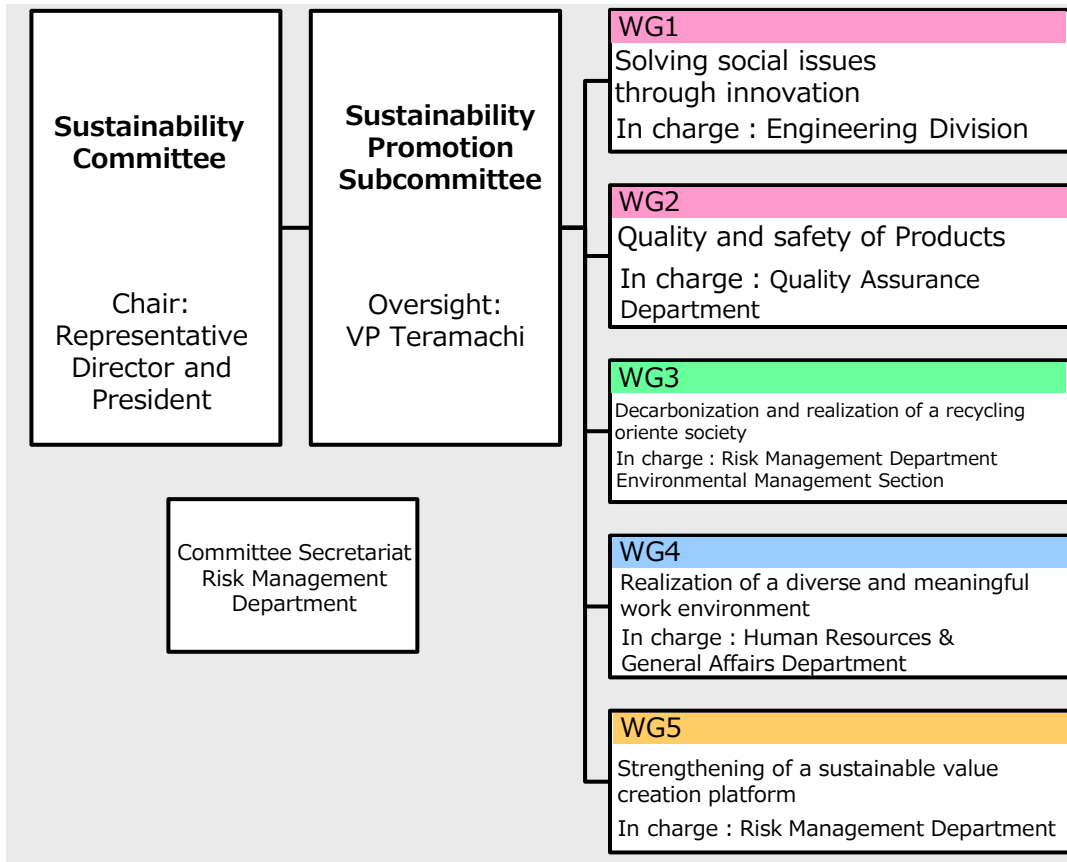 Sustainability
Committee
Chair:
Representative
Director and
President
Sustainability
Promotion
Subcommittee
Oversight:
VP Teramachi
Committee Secretariat
Risk Management
Department
WG1
Solving social issues
through innovation
In charge : Engineering Division
WG2
Quality and safety of Products
In charge : Quality Assurance
Department
WG3
Decarbonization and realization of a recycling
oriente society
In charge : Risk Management Department
Environmental Management Section
WG4
Realization of a diverse and meaningful
work environment
In charge : Human Resources &
General Affairs Department
WG5
Strengthening of a sustainable value
creation platform
In charge : Risk Management Department